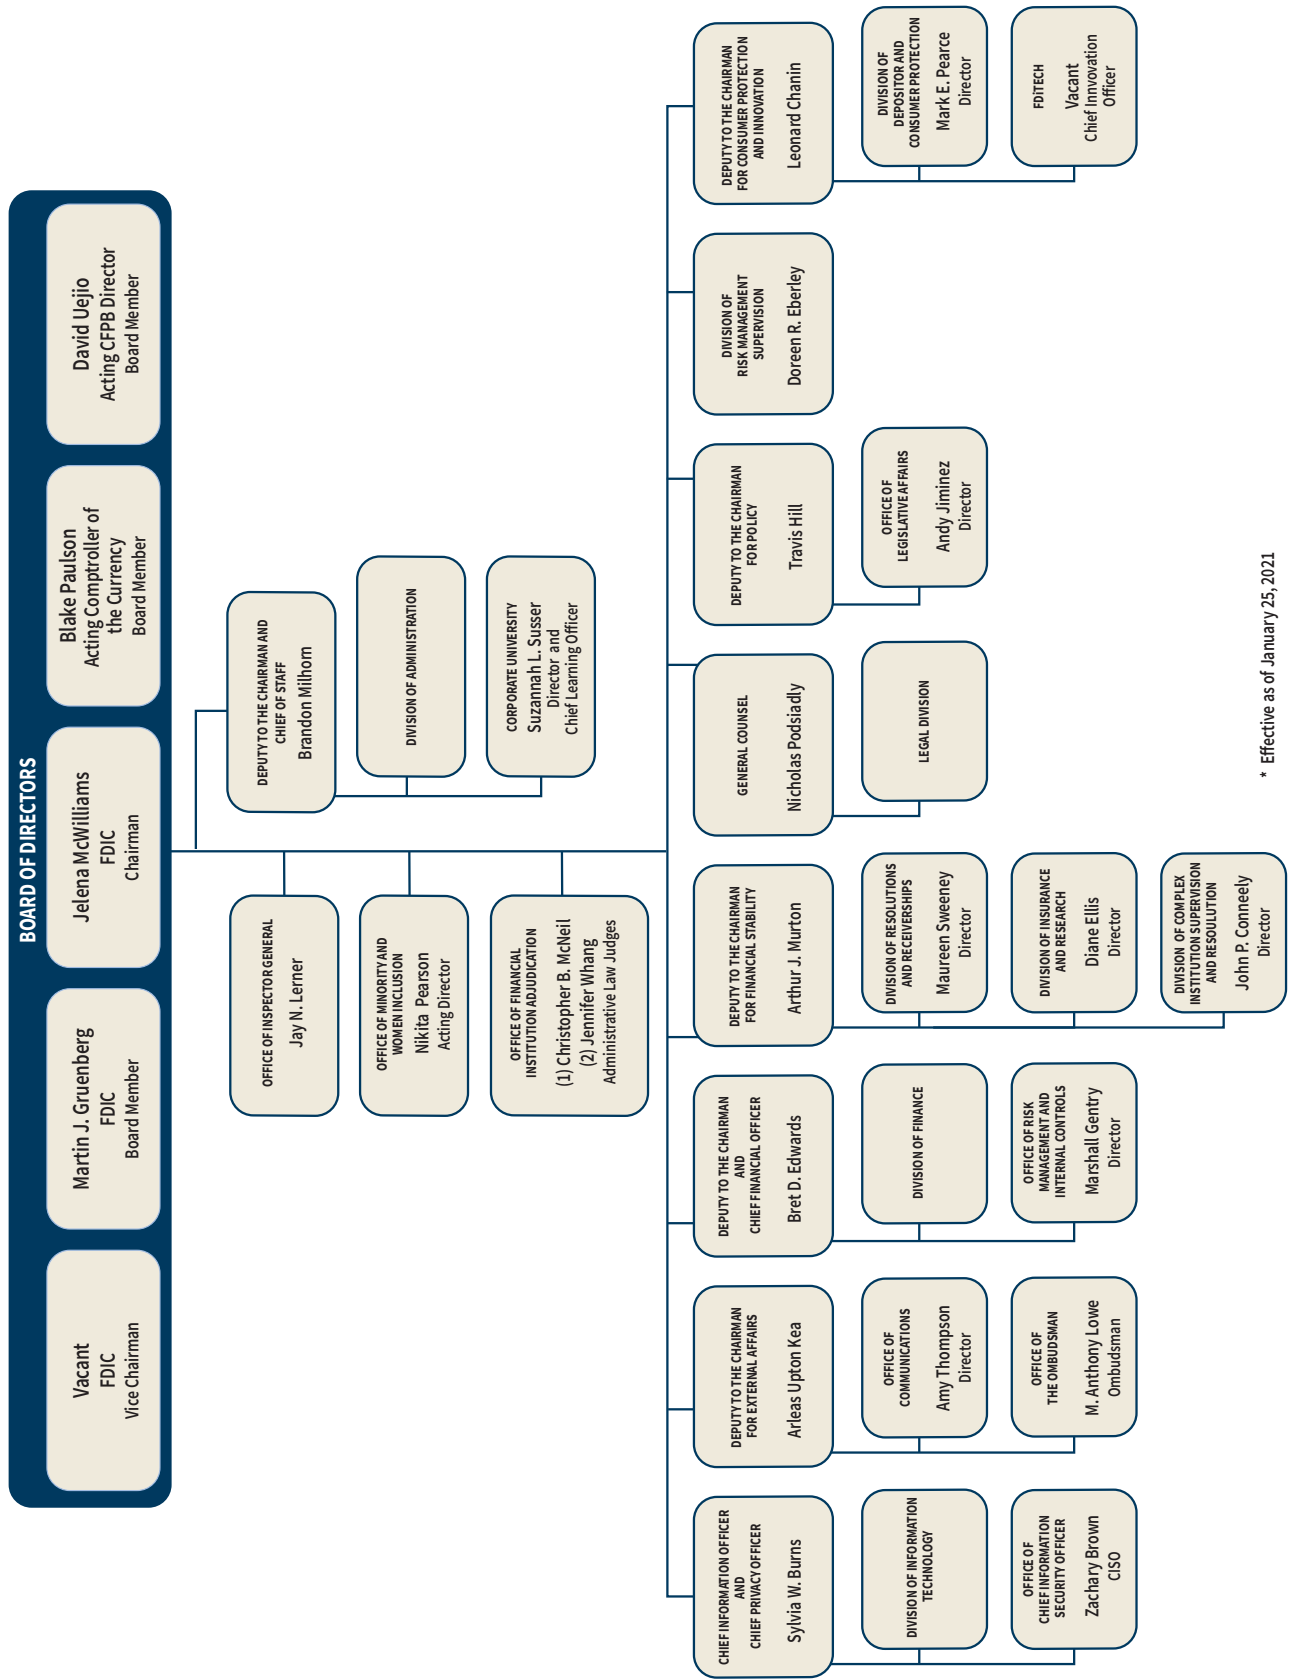 BOARD OF DIRECTORS
Vacant
FDIC
Vice Chairman
Martin J. Gruenberg
FDIC
Board Member
Jelena McWilliams
FDIC
Chairman
Blake Paulson
Acting Comptroller of
the Currency
Board Member
David Uejio
Acting CFPB Director
Board Member
OFFICE OF INSPECTOR GENERAL
Jay N. Lerner
DEPUTY TO THE CHAIRMAN AND
CHIEF OF STAFF
Brandon Milhorn
OFFICE OF MINORITY AND
WOMEN INCLUSION
Nikita Pearson
Acting Director
DIVISION OF ADMINISTRATION
OFFICE OF FINANCIAL
INSTITUTION ADJUDICATION
(1) Christopher B. McNeil
(2) Jennifer Whang
Administrative Law Judges
CORPORATE UNIVERSITY
Suzannah L. Susser
Director and
Chief Learning Officer
CHIEF INFORMATION OFFICER
AND
CHIEF PRIVACY OFFICER
Sylvia W. Burns
DIVISION OF INFORMATION
TECHNOLOGY
OFFICE OF
CHIEF INFORMATION
SECURITY OFFICER
Zachary Brown
CISO
DEPUTY TO THE CHAIRMAN
FOR EXTERNAL AFFAIRS
Arleas Upton Kea
OFFICE OF
COMMUNICATIONS
Amy Thompson
Director
OFFICE OF
THE OMBUDSMAN
M. Anthony Lowe
Ombudsman
DEPUTY TO THE CHAIRMAN
AND
CHIEF FINANCIAL OFFICER
Bret D. Edwards
DIVISION OF FINANCE
OFFICE OF RISK
MANAGEMENT AND
INTERNAL CONTROLS
Marshall Gentry
Director
DEPUTY TO THE CHAIRMAN
FOR FINANCIAL STABILITY
Arthur J. Murton
DIVISION OF RESOLUTIONS
AND RECEIVERSHIPS
Maureen Sweeney
Director
DIVISION OF INSURANCE
AND RESEARCH
Diane Ellis
Director
DIVISION OF COMPLEX
INSTITUTION SUPERVISION
AND RESOULUTION
John P. Conneely
Director
GENERAL COUNSEL
Nicholas Podsiadly
LEGAL DIVISION
DEPUTY TO THE CHAIRMAN
FOR POLICY
Travis Hill
OFFICE OF
LEGISLATIVE AFFAIRS
Andy Jiminez
Director
DIVISION OF
RISK MANAGEMENT
SUPERVISION
Doreen R. Eberley
DEPUTY TO THE CHAIRMAN
FOR CONSUMER PROTECTION
AND INNOVATION
Leonard Chanin
DIVISION OF
DEPOSITOR AND
CONSUMER PROTECTION
Mark E. Pearce
Director
FDiTECH
Vacant
Chief Innvovation
Officer
* Effective as of January 25, 2021